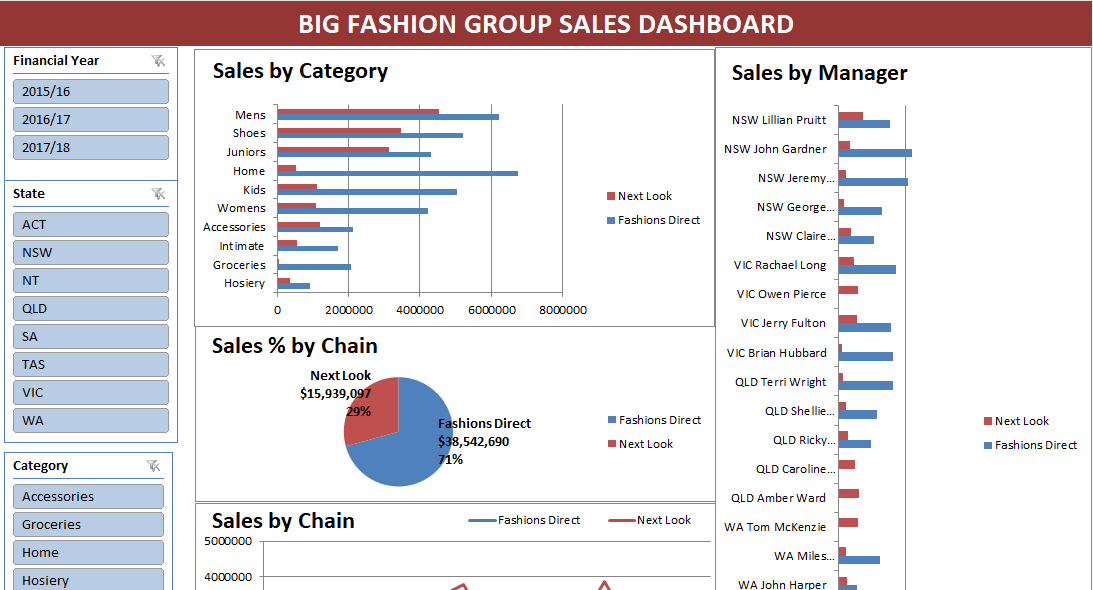 BIG FASHION GROUP SALES DASHBOARD
Financial Year
2015/16
2016/17
2017/18
State
ACT
NSW
NT
QLD
SA
TAS
VIC
WA
Category
Accessories
Groceries
Home
Hosiery
Sales by Category
Mens
Shoes
Juniors
Home
Kids
Womens
Accessories
Intimate
Groceries
Hosiery
0 2000000 4000000 6000000 8000000
Next Look
Fashions Direct
Sales % by Chain
Next Look
$15,939,097
29%
Fashions Direct
$38,542,690
71%
Fashions Direct
Next Look
Sales by Chain
Fashions Direct Next Look
5000000
4000000
Sales by Manager
NSW Lillian Pruitt
NSW John Gardner
NSW Jeremy...
NSW George...
NSW Claire...
VIC Rachael Long
VIC Owen Pierce
VIC Jerry Fulton
VIC Brian Hubbard
QLD Terri Wright
QLD Shellie...
QLD Ricky...
QLD Caroline...
QLD Amber Ward
WA Tom McKenzie
WA Miles...
WA John Harper
Next Look
Fashions Direct